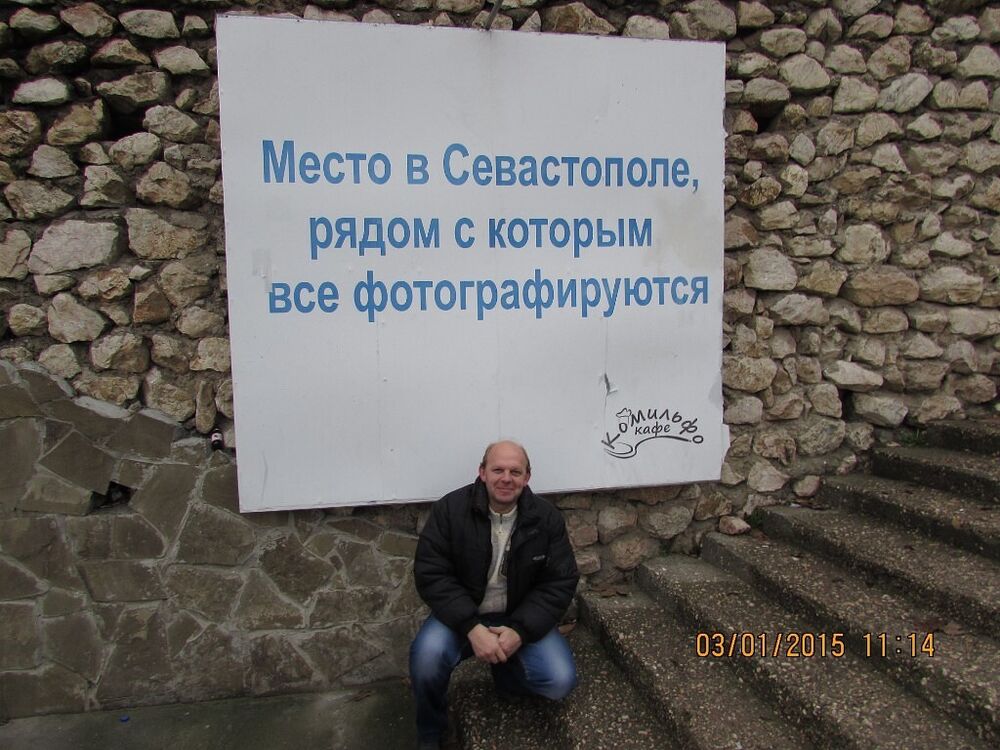 Место в Севастополе,
рядом с которым
все фотографируются
Комильфо
кафе
03/01/2015 11:14